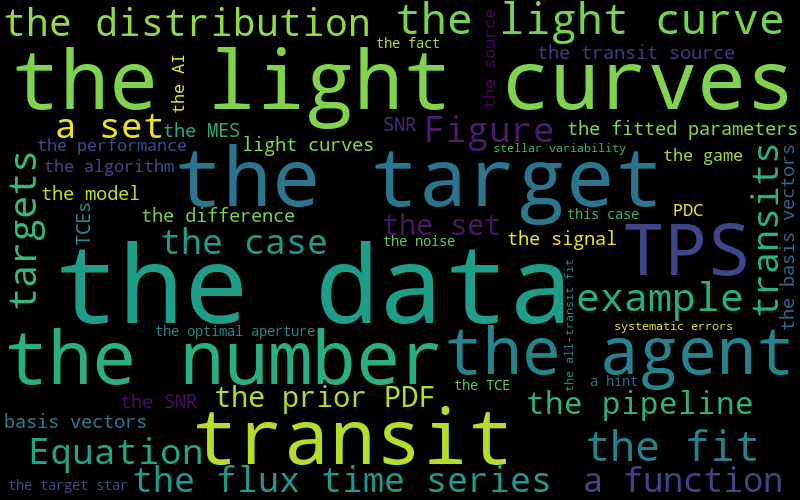 the distribution
the light curve
the fact
the source
the transit source
the light curves
the AI
a set
the MES
SNR
Figure
the fitted parameters
the performance
light curves
stellar variability
the game
the algorithm
the target
targets
the model
TCEs
the difference
the set
this case
PDC
transits
the basis vectors
the case
the noise
the signal
TPS
the data
the all-transit fit
example
the optimal aperture
systematic errors
the number
the agent
the TCE
a hint
the SNR
the prior PDF
the pipeline
basis vectors
transit
Equation
the fit
the target star
the flux time series
a function